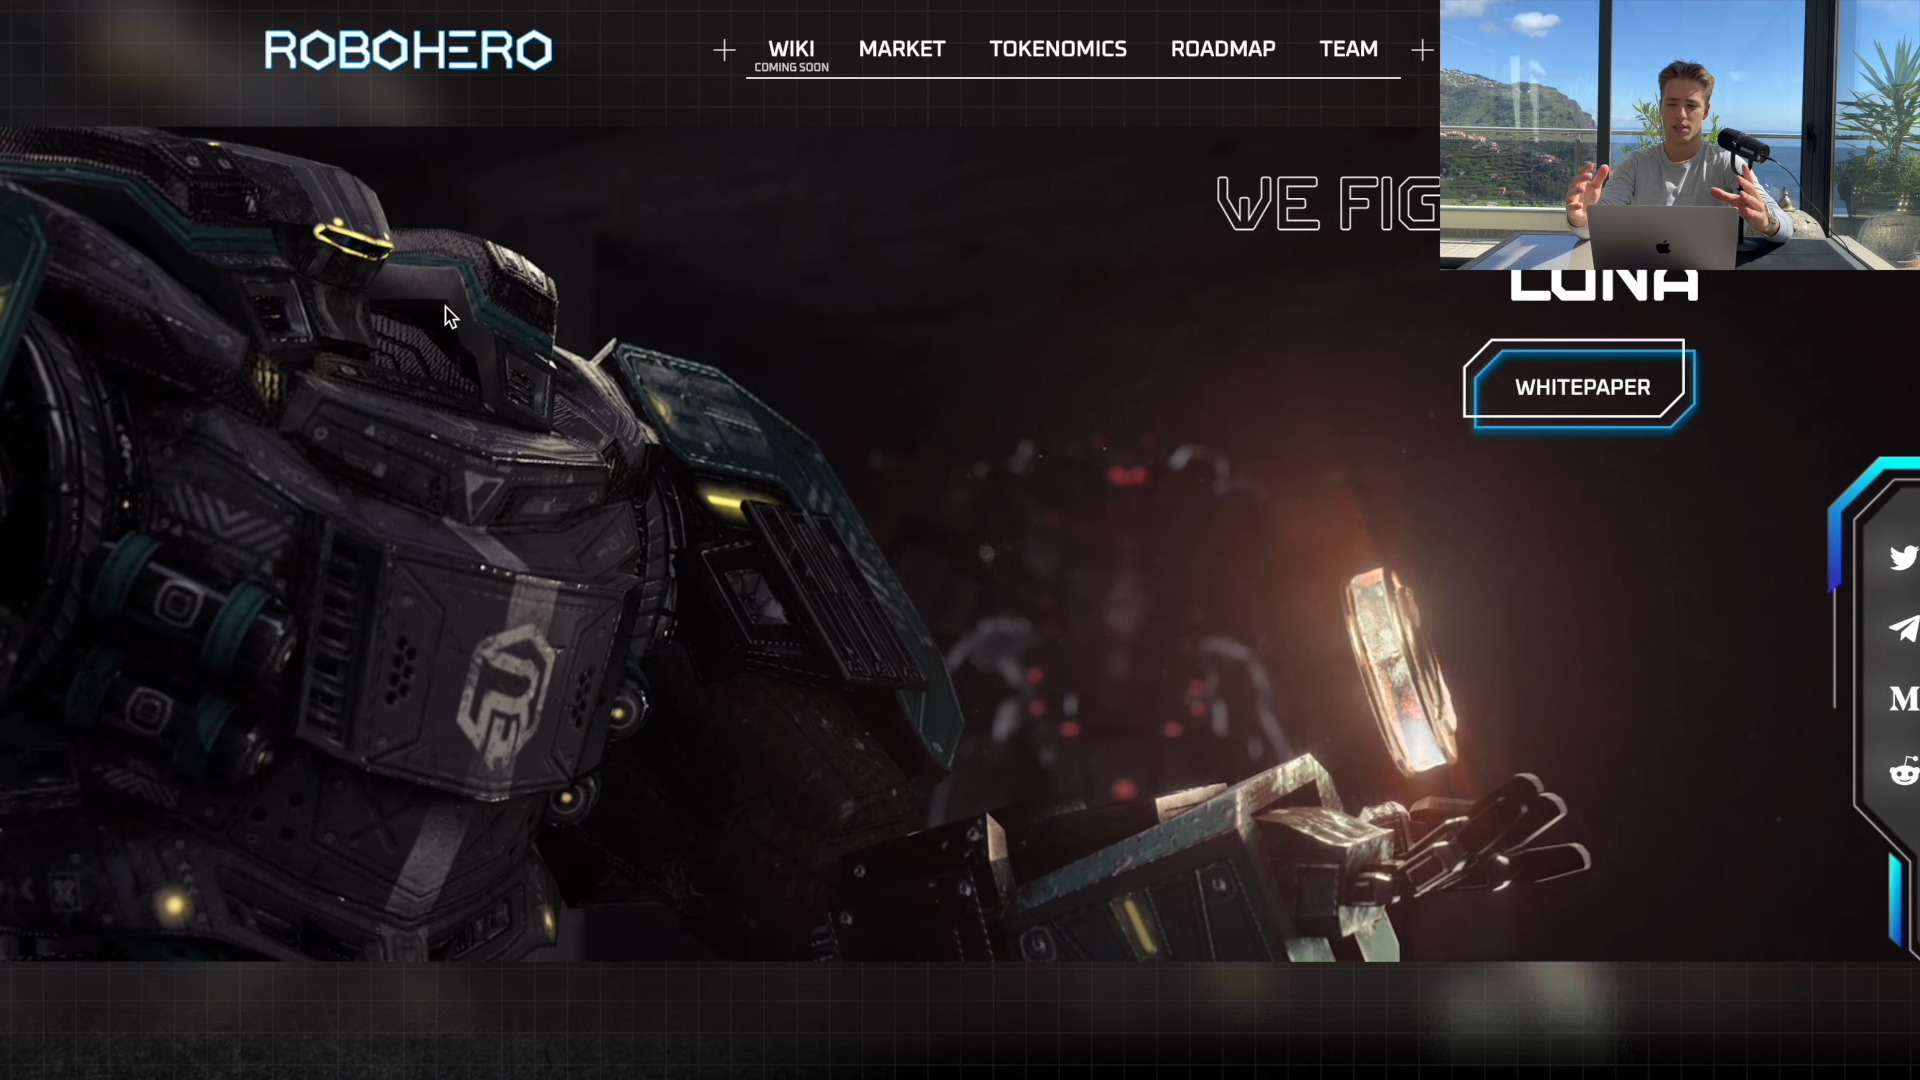 ROBOHERO
WIKI
COMING SOON
MARKET
TOKENOMICS
ROADMAP
TEAM
WE FIG
LUNA
WHITEPAPER